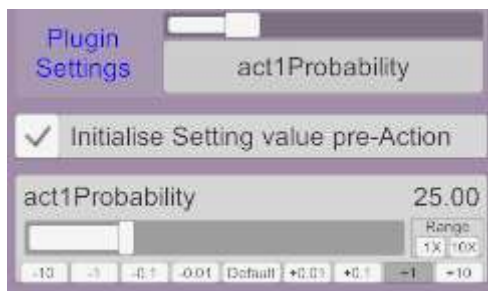 Plugin
Settings
act1Probability
✓ Initialise Setting value pre-Action
act1Probability 25.00
Range
1X 10X
-10 -1 -0.1 -0.01 Default +0.01 +0.1 +1 +10